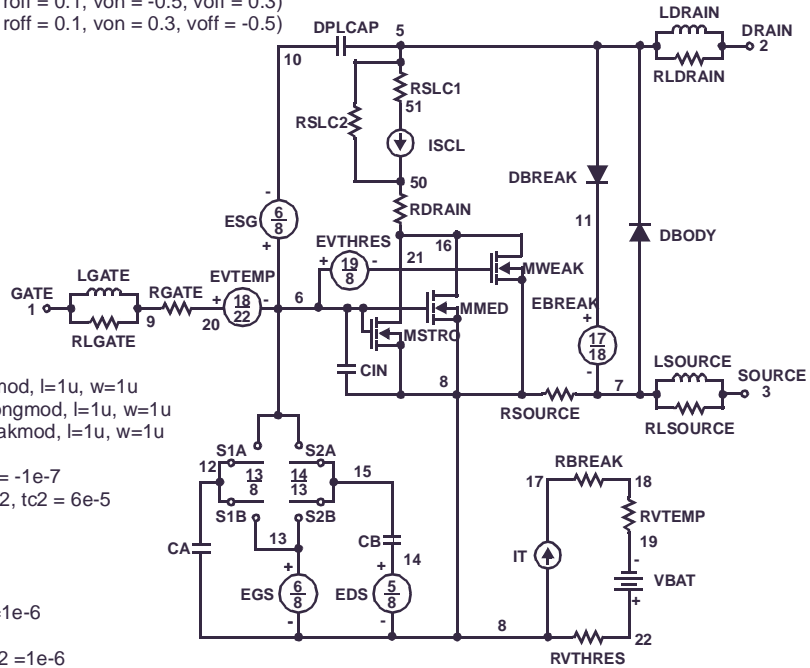 roff = 0.1, von = -0.5, voff = 0.3)
roff = 0.1, von = 0.3, voff = -0.5)
LDRAIN
DPLCAP
5
DRAIN
2
10
RLDRAIN
RSLC1
51
RSLC2
ISCL
50
DBREAK
RDRAIN
11
DBODY
-
ESG
6
8
+
EVTHRES
+
19
8
-
21
16
MWEAK
LGATE
GATE
1
RLGATE
9
RGATE
20
EVTEMP
+
18
22
-
6
MMED
EBREAK
+
17
18
-
MSTRO
CIN
8
RSOURCE
7
LSOURCE
SOURCE
3
RLSOURCE
mod, l=1u, w=1u
ongmod, l=1u, w=1u
akmod, l=1u, w=1u
= -1e-7
2, tc2 = 6e-5
=1e-6
2 =1e-6
S1A
S2A
12
13
8
14
13
15
S1B
S2B
13
CA
CB
14
+
EGS
6
8
-
+
EDS
5
8
-
RBREAK
17
18
RVTEMP
19
IT
-
VBAT
+
8
22
RVTHRES